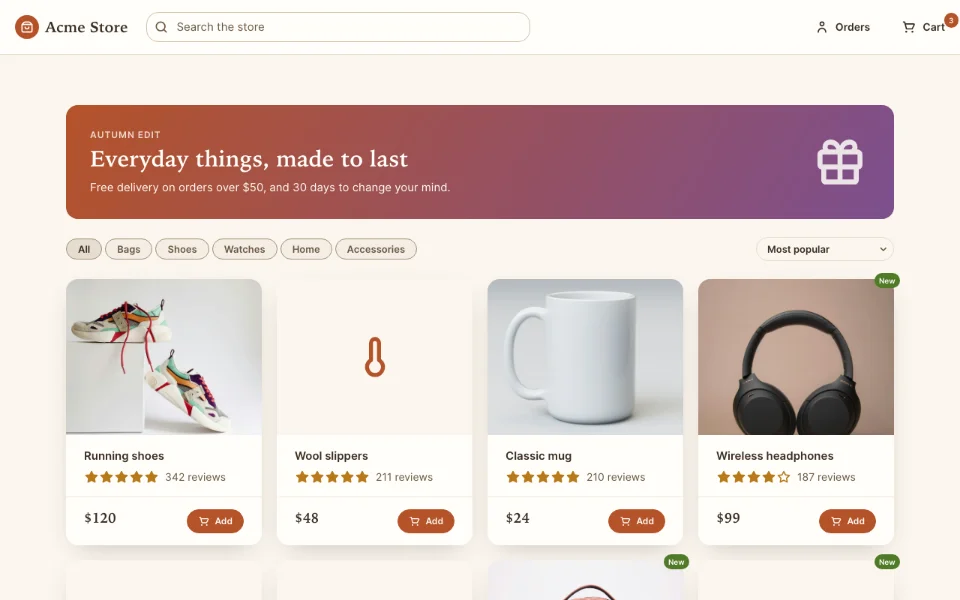 Acme Store
Search the store
Orders
Cart
3
AUTUMN EDIT
Everyday things, made to last
Free delivery on orders over $50, and 30 days to change your mind.
All
Bags
Shoes
Watches
Home
Accessories
Most popular
New
Running shoes
342 reviews
$120
Add
Wool slippers
211 reviews
$48
Add
Classic mug
210 reviews
$24
Add
Wireless headphones
187 reviews
$99
Add
New
New